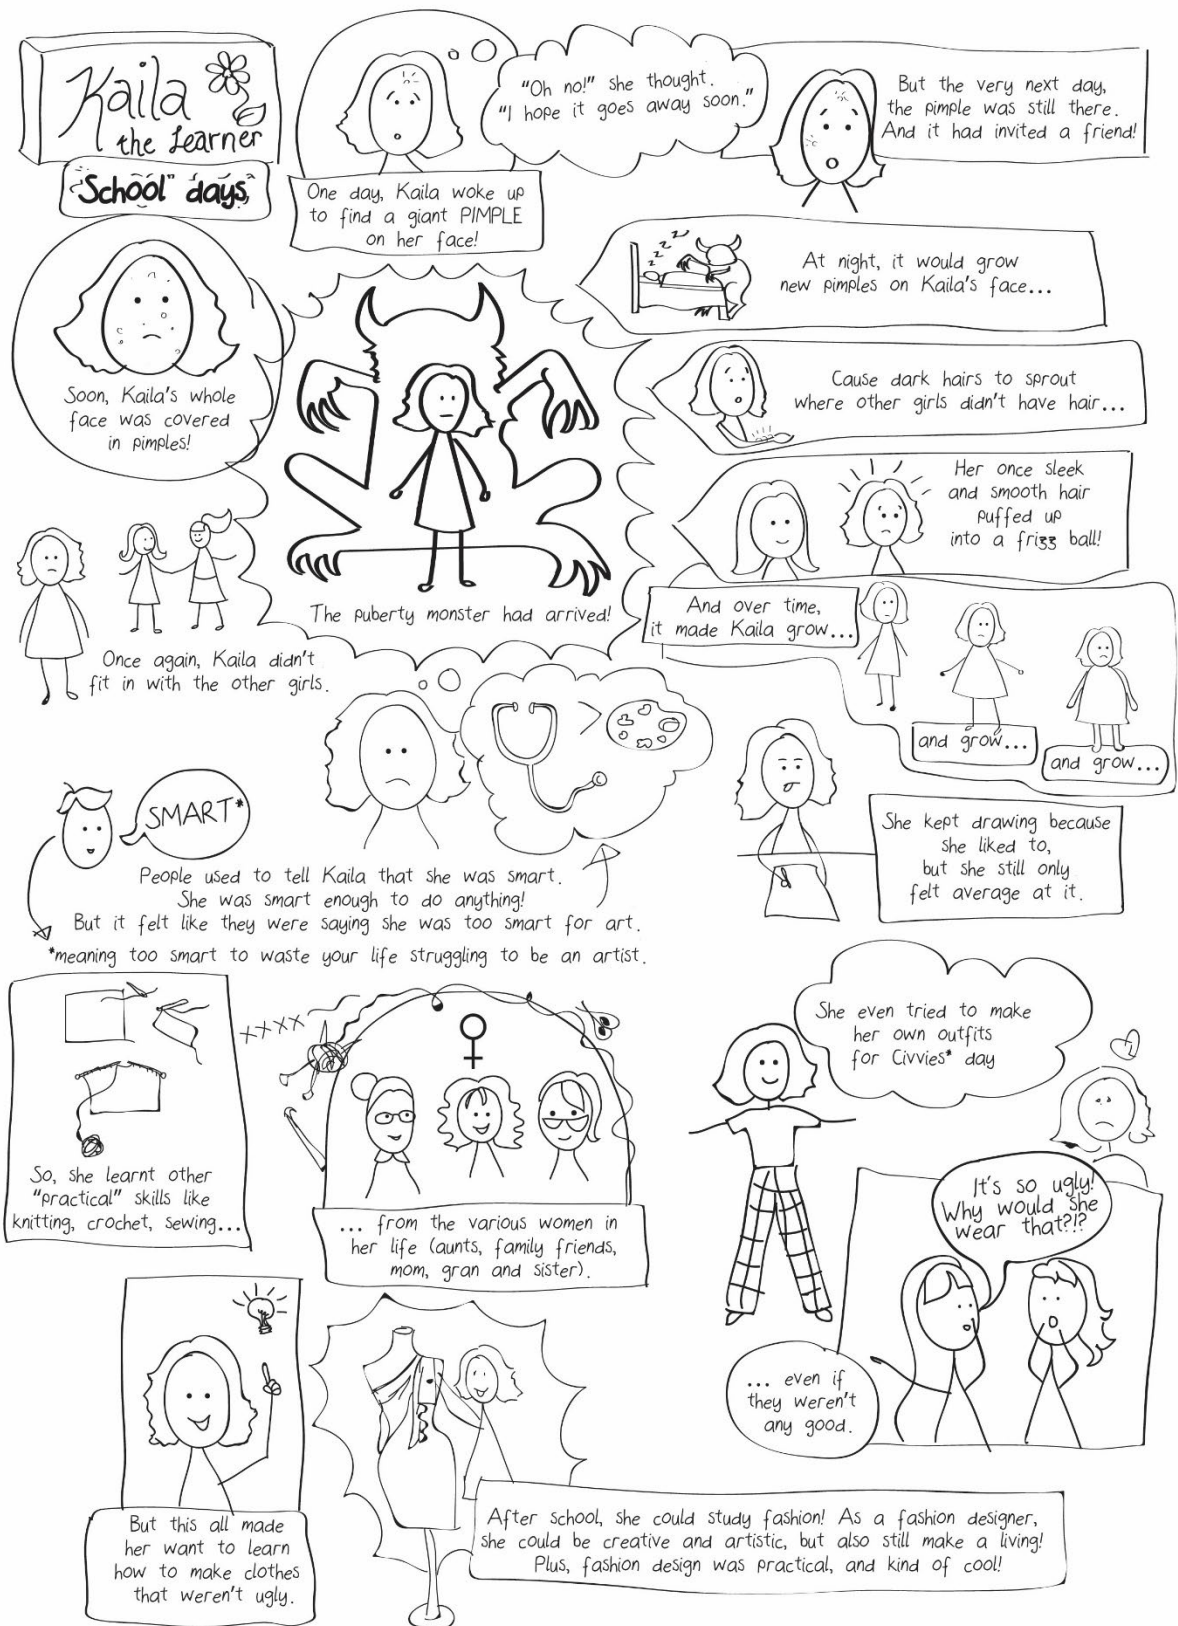 Kaila
the Learner
"School" days
One day, Kaila woke up
to find a giant PIMPLE
on her face!
"Oh no!" she thought.
"I hope it goes away soon."
But the very next day,
the pimple was still there.
And it had invited a friend!
Soon, Kaila's whole
face was covered
in pimples!
The puberty monster had arrived!
z z z z z
At night, it would grow
new pimples on Kaila's face...
Cause dark hairs to sprout
where other girls didn't have hair...
Her once sleek
and smooth hair
puffed up
into a frizz ball!
And over time,
it made Kaila grow...
and grow...
and grow...
Once again, Kaila didn't
fit in with the other girls.
SMART*
People used to tell Kaila that she was smart.
She was smart enough to do anything!
But it felt like they were saying she was too smart for art.
*meaning too smart to waste your life struggling to be an artist.
She kept drawing because
she liked to,
but she still only
felt average at it.
So, she learnt other
"practical" skills like
knitting, crochet, sewing...
... from the various women in
her life (aunts, family friends,
mom, gran and sister).
She even tried to make
her own outfits
for Civvies* day
It's so ugly!
Why would she
wear that?!?
... even if
they weren't
any good.
But this all made
her want to learn
how to make clothes
that weren't ugly.
After school, she could study fashion! As a fashion designer,
she could be creative and artistic, but also still make a living!
Plus, fashion design was practical, and kind of cool!